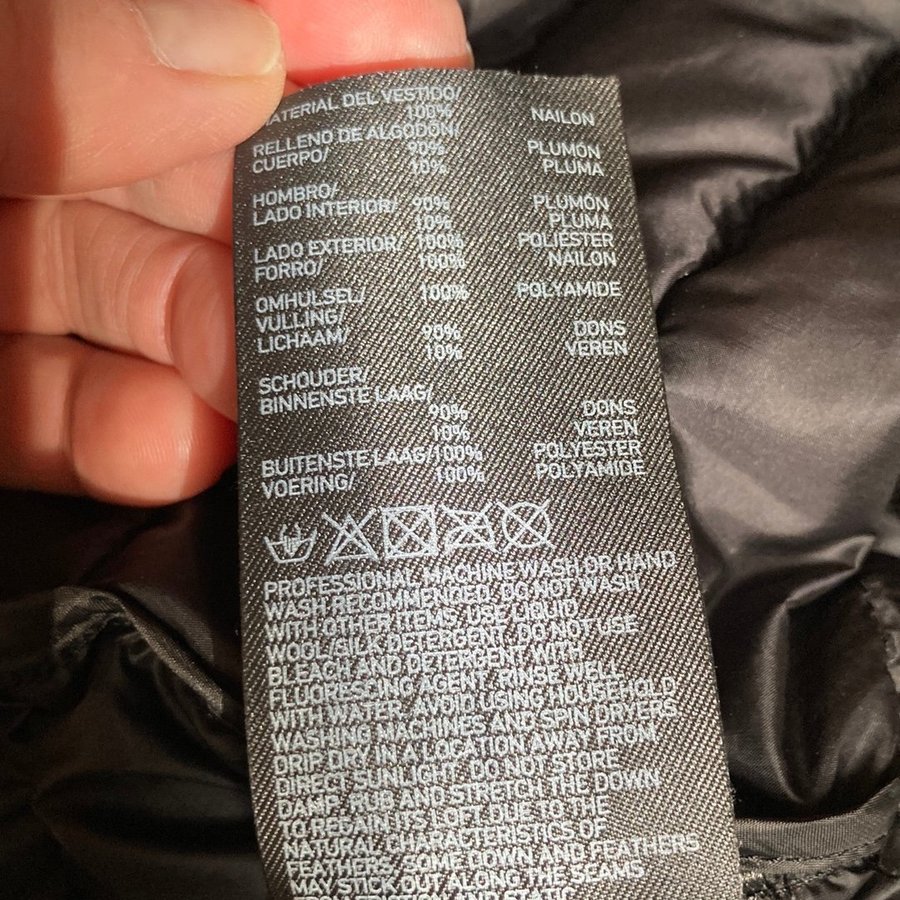 MATERIAL DEL VESTIDO/
100% NAILON
RELLENO DE ALGODÓN/
CUERPO/ 90% PLUMÓN
10% PLUMA
HOMBRO/
LADO INTERIOR/ 90% PLUMÓN
10% PLUMA
LADO EXTERIOR/ 100% POLIÉSTER
FORRO/ 100% NAILON
OMHULSEL/ 100% POLYAMIDE
VULLING/
LICHAAM/ 90% DONS
10% VEREN
SCHOUDER/
BINNENSTE LAAG/
90% DONS
10% VEREN
BUITENSTE LAAG/100% POLYESTER
VOERING/ 100% POLYAMIDE
PROFESSIONAL MACHINE WASH OR HAND
WASH RECOMMENDED. DO NOT WASH
WITH OTHER ITEMS. USE LIQUID
WOOL/SILK DETERGENT. DO NOT USE
BLEACH AND DETERGENT WITH
FLUORESCING AGENT. RINSE WELL
WITH WATER. AVOID USING HOUSEHOLD
WASHING MACHINES AND SPIN DRYERS.
DRIP DRY IN A LOCATION AWAY FROM
DIRECT SUNLIGHT. DO NOT STORE
DAMP. RUB AND STRETCH THE DOWN
TO REGAIN ITS LOFT. DUE TO THE
NATURAL CHARACTERISTICS OF
FEATHERS, SOME DOWN AND FEATHERS
MAY STICK OUT ALONG THE SEAMS